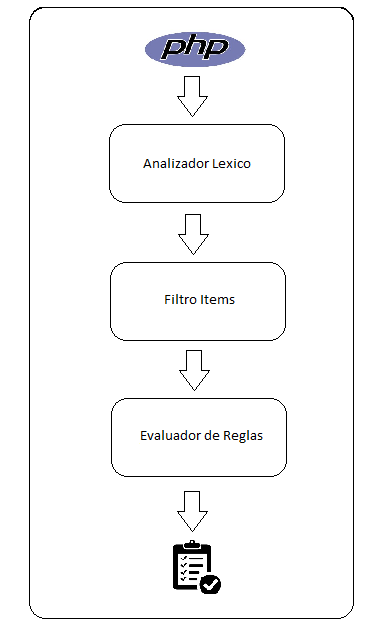 php
Analizador Lexico
Filtro Items
Evaluador de Reglas